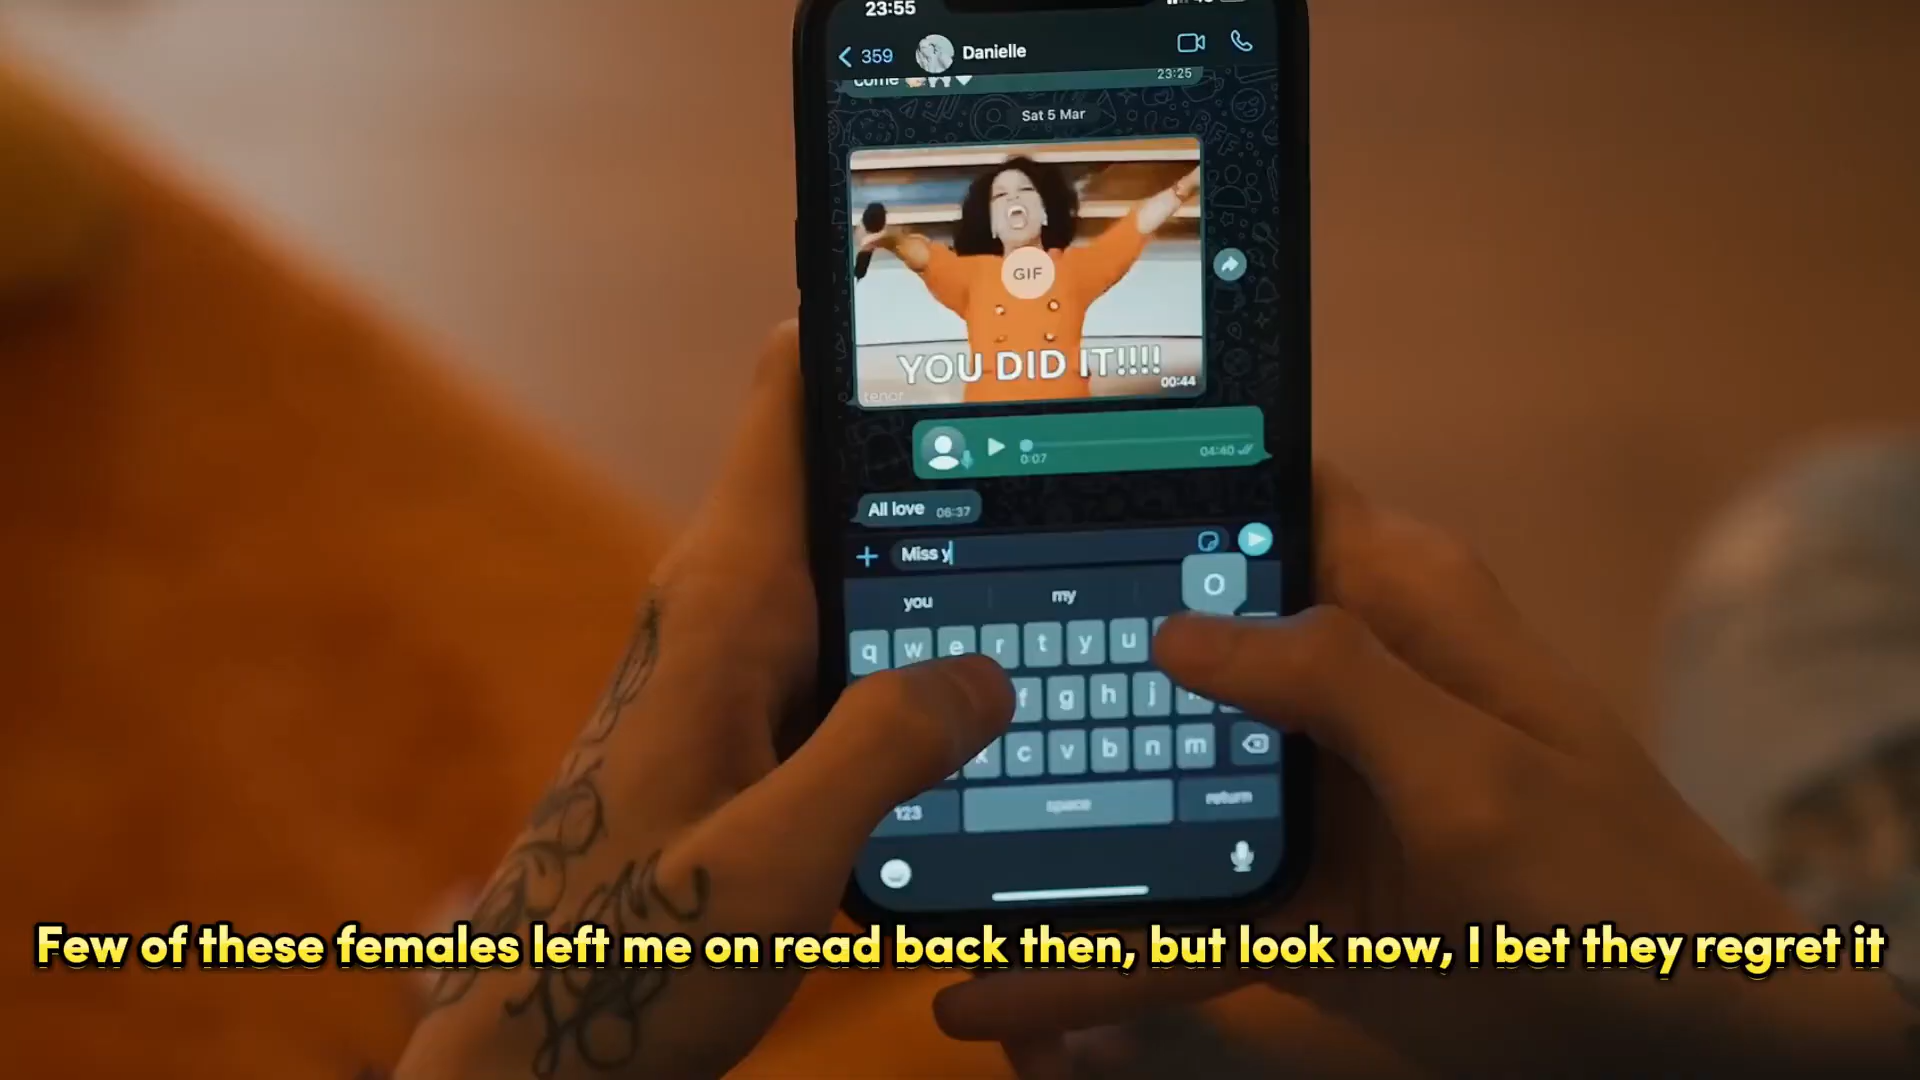 23:55
359
Danielle
23:25
Sat 5 Mar
GIF
YOU DID IT!!!!
00:44
tenor
0:07
04:40
All love 06:37
Miss y
you my
O
q w e r t y u
f g h j
c v b n m
123 space return
Few of these females left me on read back then, but look now, I bet they regret it